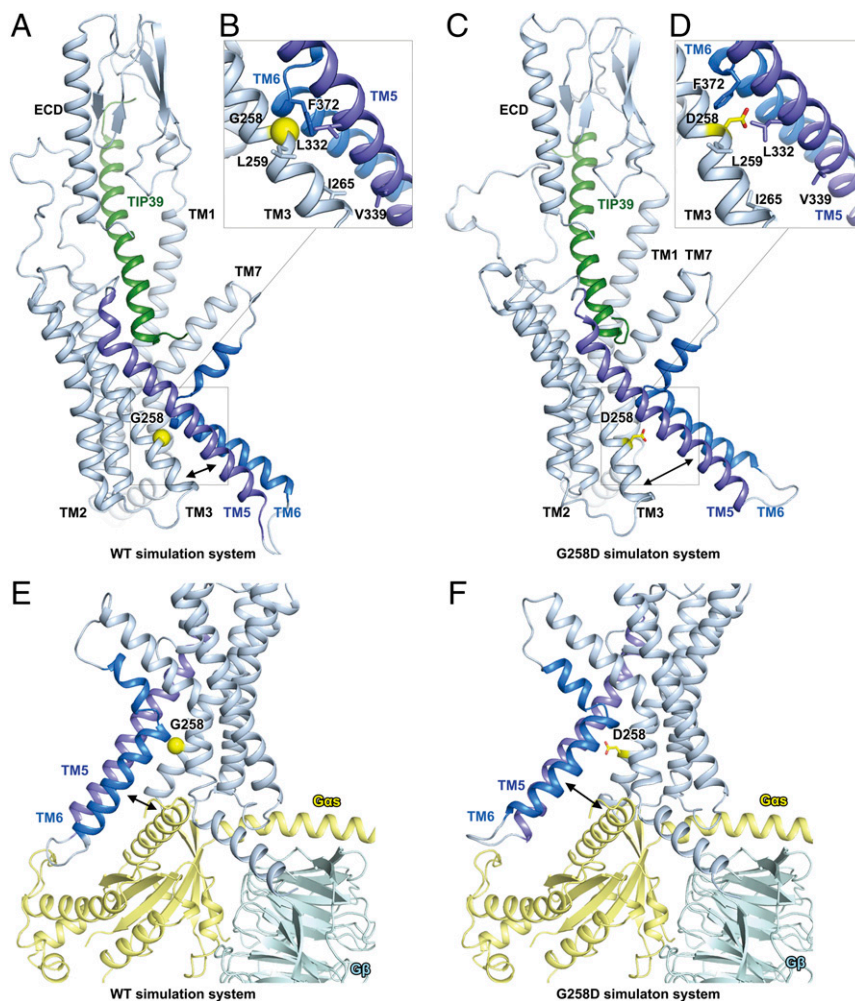 A
ECD
TIP39
TM1
TM7
G258
TM2
TM3
TM5
TM6
WT simulation system
B
TM6
TM5
F372
G258
L332
L259
I265
TM3
V339
C
ECD
TIP39
TM1 TM7
D258
TM2
TM3
TM5
TM6
G258D simulaton system
D
TM6
F372
D258
L332
L259
I265
V339
TM3
TM5
E
G258
TM5
TM6
Gαs
Gβ
WT simulation system
F
D258
TM5
TM6
Gαs
Gβ
G258D simulaton system